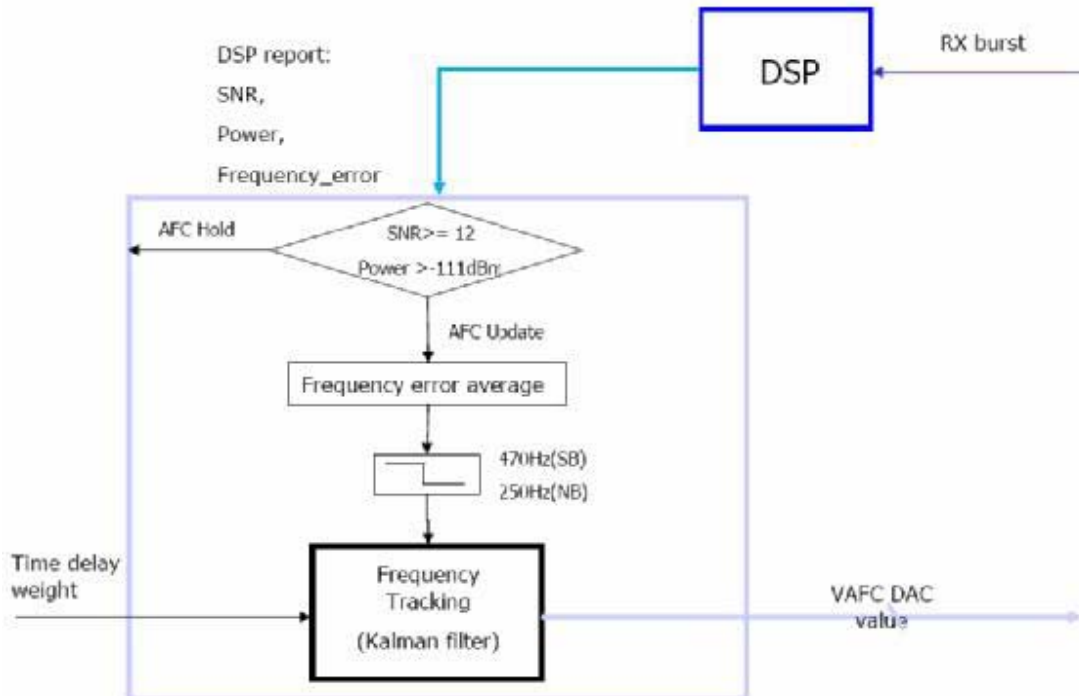 RX burst
DSP
DSP report:
SNR,
Power,
Frequency_error
AFC Hold
SNR>= 12
Power >-111dBm
AFC Update
Frequency error average
470Hz(SB)
250Hz(NB)
Time delay
weight
Frequency
Tracking
(Kalman filter)
VAFC DAC
value